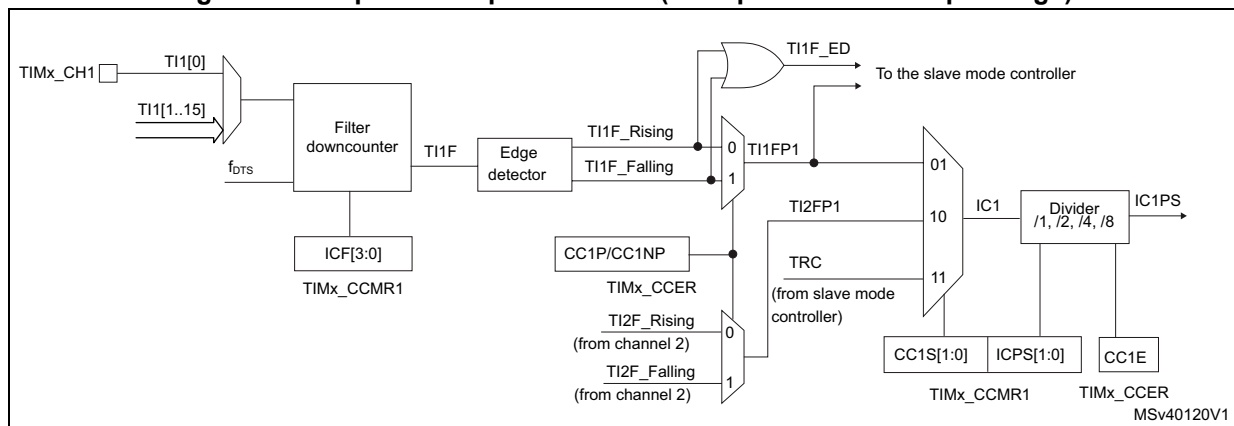 TI1F_ED
TI1[0]
TIMx_CH1
To the slave mode controller
TI1[1..15]
Filter
downcounter
TI1F_Rising
0
TI1FP1
TI1F
Edge
detector
TI1F_Falling
1
01
fDTS
TI2FP1
10
IC1
Divider
/1, /2, /4, /8
IC1PS
ICF[3:0]
CC1P/CC1NP
TRC
11
TIMx_CCMR1
TIMx_CCER
(from slave mode
controller)
TI2F_Rising
0
(from channel 2)
CC1S[1:0]
ICPS[1:0]
CC1E
TI2F_Falling
1
(from channel 2)
TIMx_CCMR1
TIMx_CCER
MSv40120V1